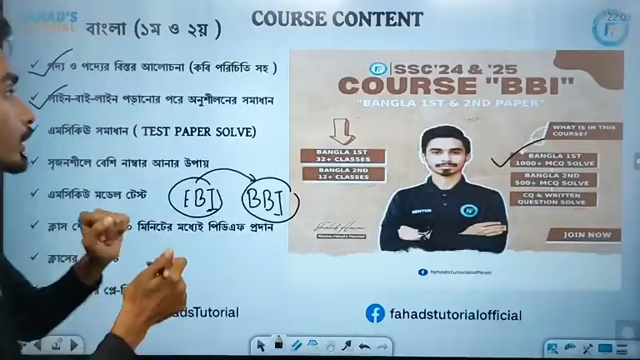 FAHAD'S
TUTORIAL
বাংলা (১ম ও ২য়)
COURSE CONTENT
22:09
গদ্য ও পদ্যের বিস্তর আলোচনা (কবি পরিচিতি সহ )
লাইন-বাই-লাইন পড়ানোর পরে অনুশীলনের সমাধান
এমসিকিউ সমাধান ( TEST PAPER SOLVE)
সৃজনশীলে বেশি নাম্বার আনার উপায়
এমসিকিউ মডেল টেস্ট
ক্লাস
মিনিটের মধ্যেই পিডিএফ প্রদান
ক্লাসের
EBI
BBI
SSC'24 & '25
COURSE "BBI"
"BANGLA 1ST & 2ND PAPER"
BANGLA 1ST
32+ CLASSES
BANGLA 2ND
12+ CLASSES
WHAT IS IN THIS
COURSE?
BANGLA 1ST
1000+ MCQ SOLVE
BANGLA 2ND
500+ MCQ SOLVE
CQ & WRITTEN
QUESTION SOLVE
MENTOR
JOIN NOW
fahadstutorialofficial
dsTutorial
fahadstutorialofficial